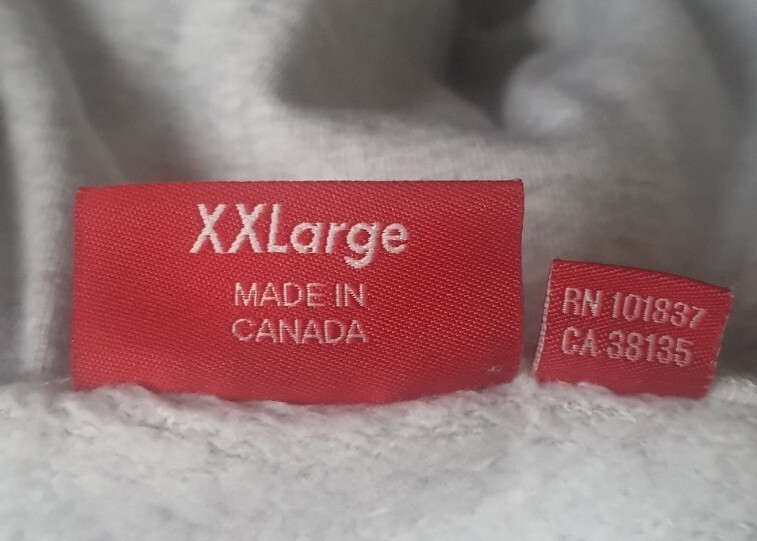 XXLarge
MADE IN
CANADA
RN 101837
CA 38135